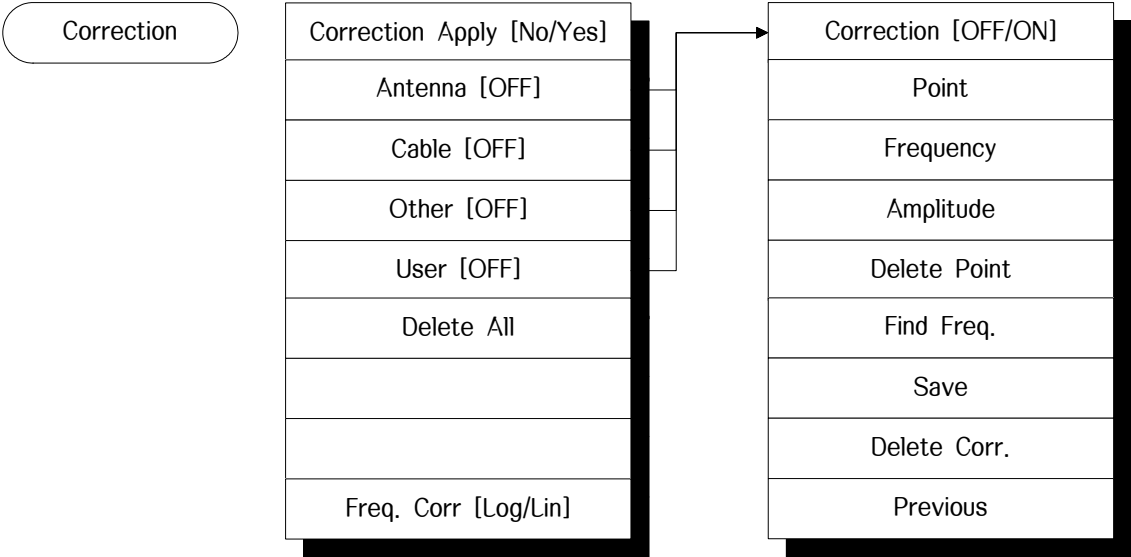 Correction
Correction Apply [No/Yes]
Antenna [OFF]
Cable [OFF]
Other [OFF]
User [OFF]
Delete All
Freq. Corr [Log/Lin]
Correction [OFF/ON]
Point
Frequency
Amplitude
Delete Point
Find Freq.
Save
Delete Corr.
Previous